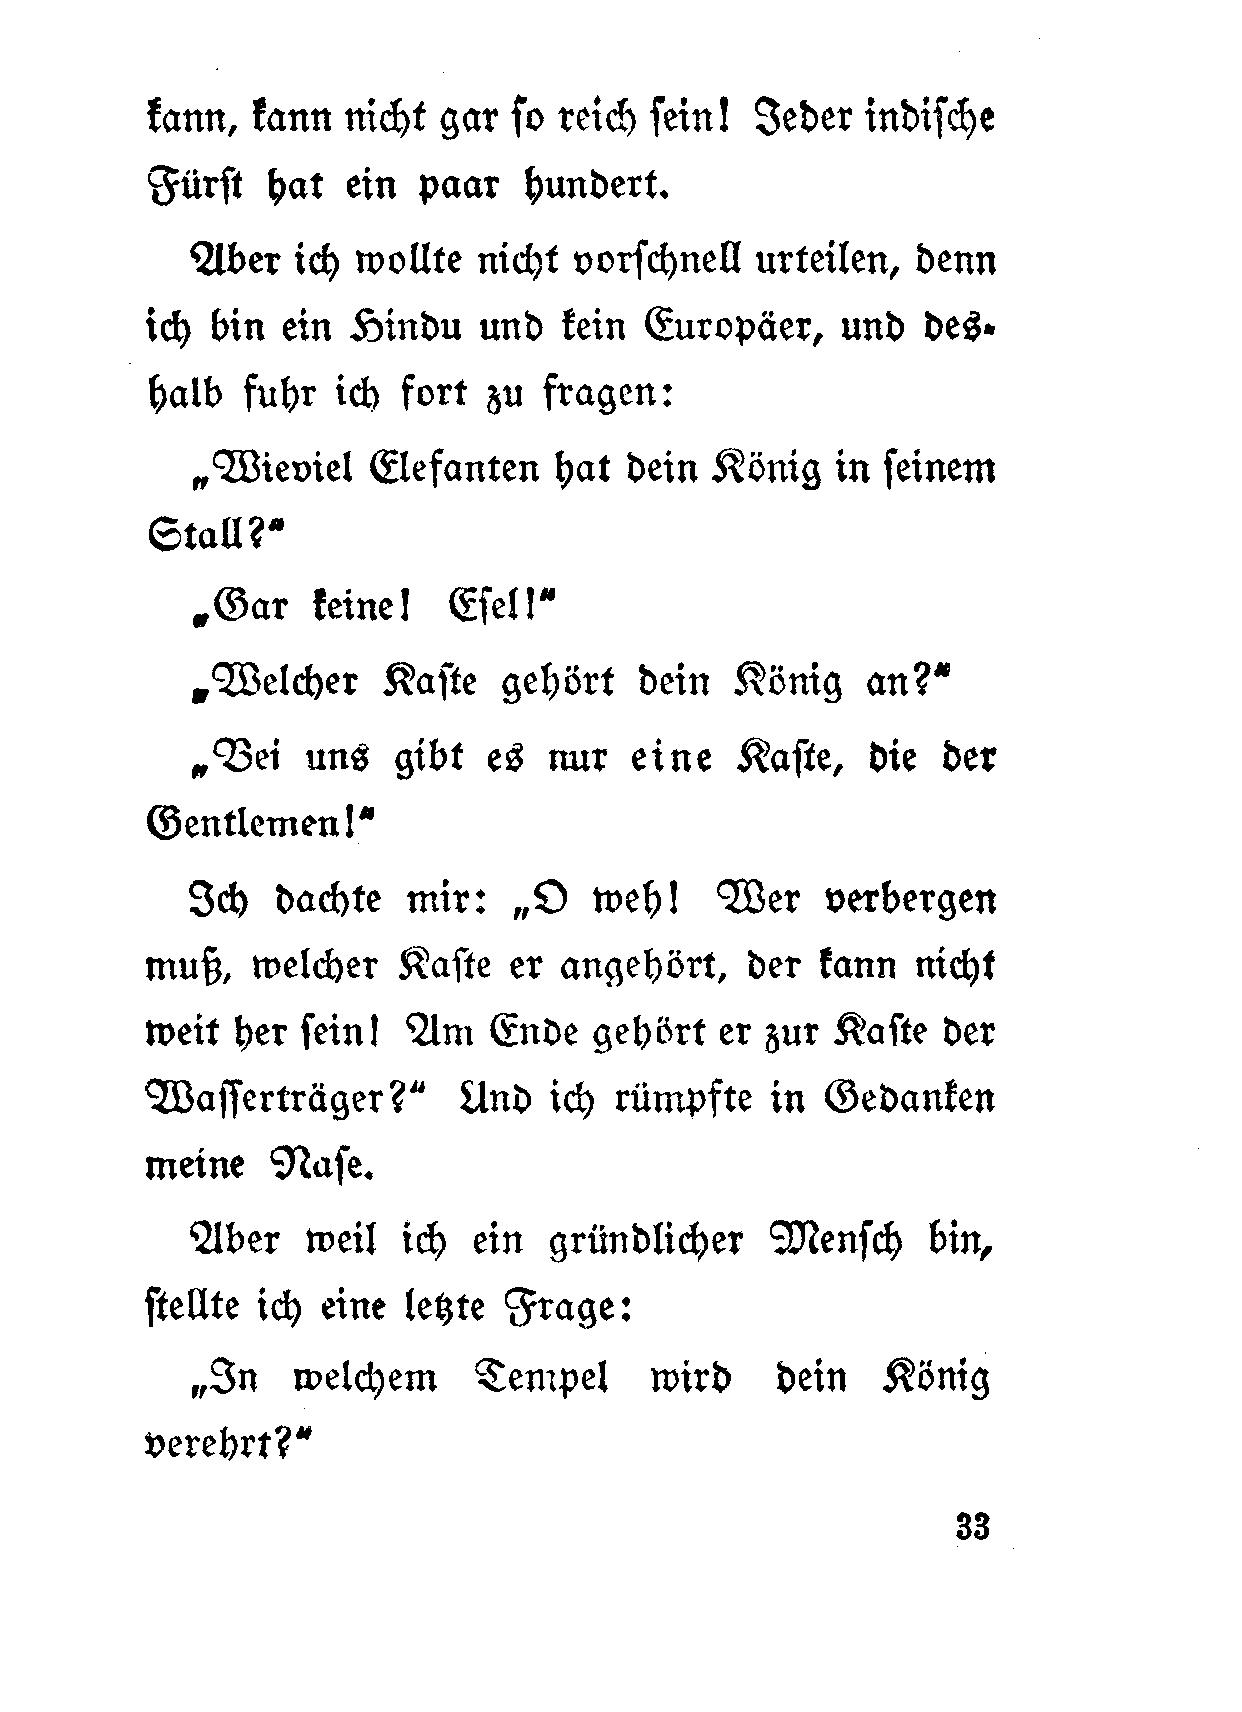 kann, kann nicht gar ſo reich ſein! Jeder indiſche
Fürſt hat ein paar hundert.
Aber ich wollte nicht vorſchnell urteilen, denn
ich bin ein Hindu und kein Europäer, und des-
halb fuhr ich fort zu fragen:
„Wieviel Elefanten hat dein König in ſeinem
Stall?“
„Gar keine! Eſel!“
„Welcher Kaſte gehört dein König an?“
„Bei uns gibt es nur eine Kaſte, die der
Gentlemen!“
Ich dachte mir: „O weh! Wer verbergen
muß, welcher Kaſte er angehört, der kann nicht
weit her ſein! Am Ende gehört er zur Kaſte der
Waſſerträger?“ Und ich rümpfte in Gedanken
meine Naſe.
Aber weil ich ein gründlicher Menſch bin,
ſtellte ich eine letzte Frage:
„In welchem Tempel wird dein König
verehrt?“
33